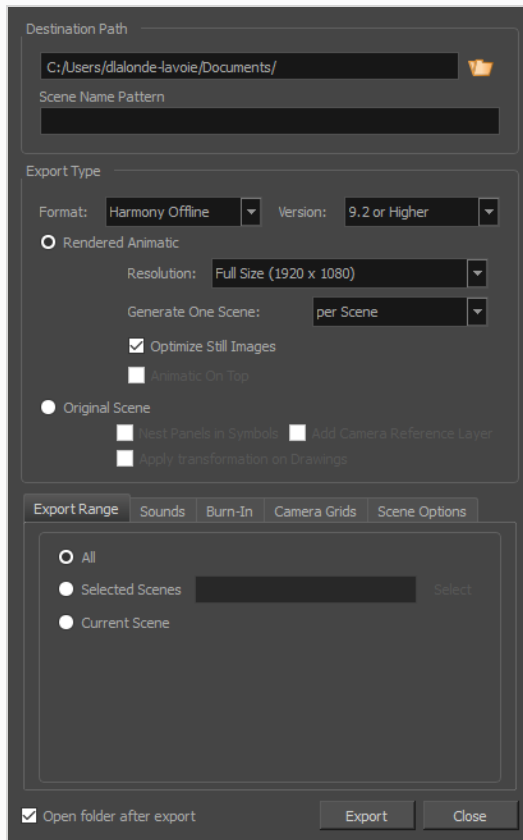 Destination Path
C:/Users/dlalonde-lavoie/Documents/
Scene Name Pattern
Export Type
Format: Harmony Offline Version: 9.2 or Higher
Rendered Animatic
Resolution: Full Size (1920 x 1080)
Generate One Scene: per Scene
Optimize Still Images
Animatic On Top
Original Scene
Nest Panels in Symbols Add Camera Reference Layer
Apply transformation on Drawings
Export Range Sounds Burn-In Camera Grids Scene Options
All
Selected Scenes Select
Current Scene
Open folder after export Export Close